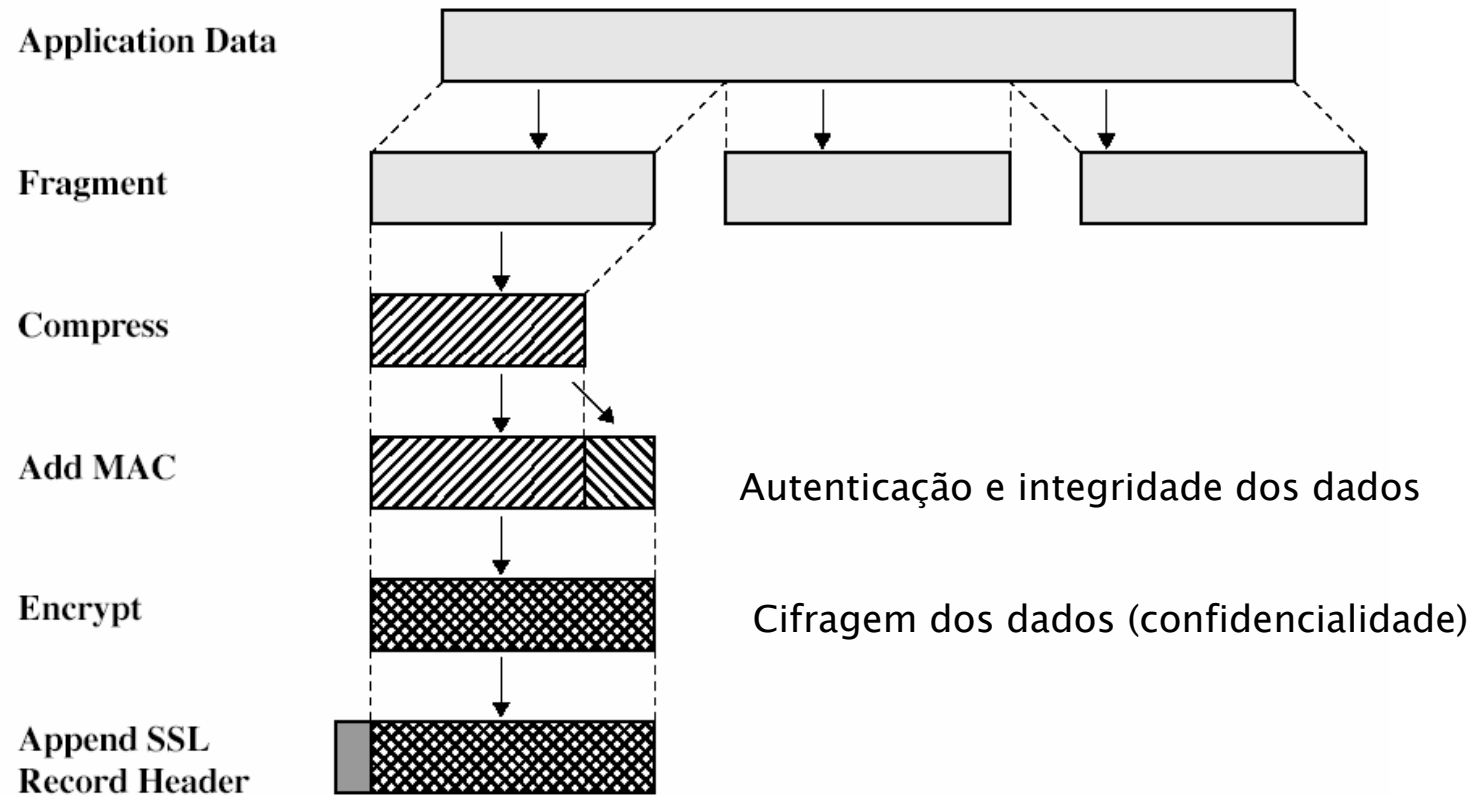 Application Data
Fragment
Compress
Add MAC
Autenticação e integridade dos dados
Encrypt
Cifragem dos dados (confidencialidade)
Append SSL
Record Header